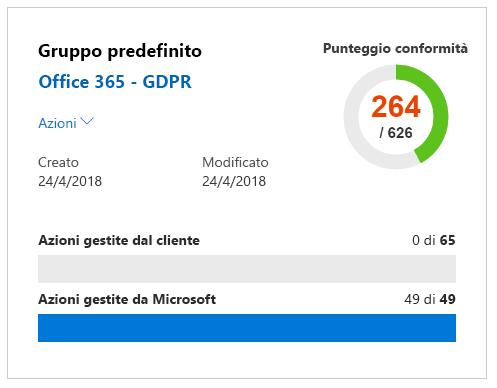 Gruppo predefinito
Punteggio conformità
Office 365 - GDPR
264
/ 626
Azioni
Creato Modificato
24/4/2018 24/4/2018
Azioni gestite dal cliente 0 di 65
Azioni gestite da Microsoft 49 di 49